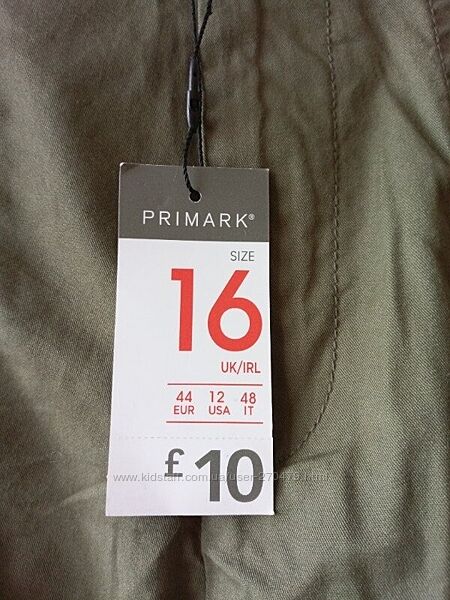 PRIMARK®
SIZE
16
UK/IRL
44 12 48
EUR USA IT
£10